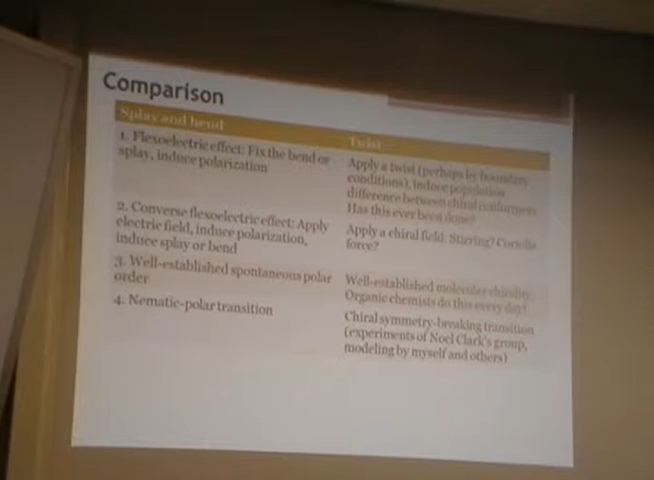 Comparison
Splay and bend
Twist
1. Flexoelectric effect: Fix the bend or
splay, induce polarization
Apply a twist (perhaps by boundary
conditions), induce population
difference between chiral conformers
Has this ever been done?
2. Converse flexoelectric effect: Apply
electric field, induce polarization,
induce splay or bend
Apply a chiral field. Stirring? Coriolis
force?
3. Well-established spontaneous polar
order
Well-established molecular chirality.
Organic chemists do this every day!
4. Nematic-polar transition
Chiral symmetry-breaking transition
(experiments of Noel Clark's group,
modeling by myself and others)